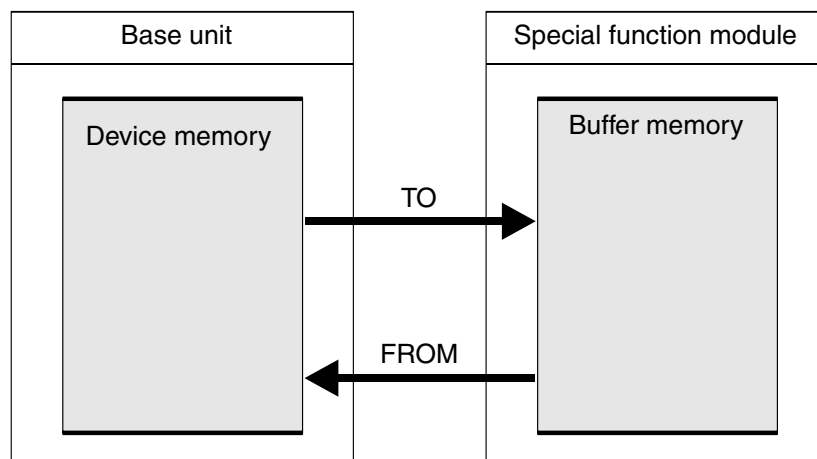 Base unit
Special function module
Device memory
Buffer memory
TO
FROM